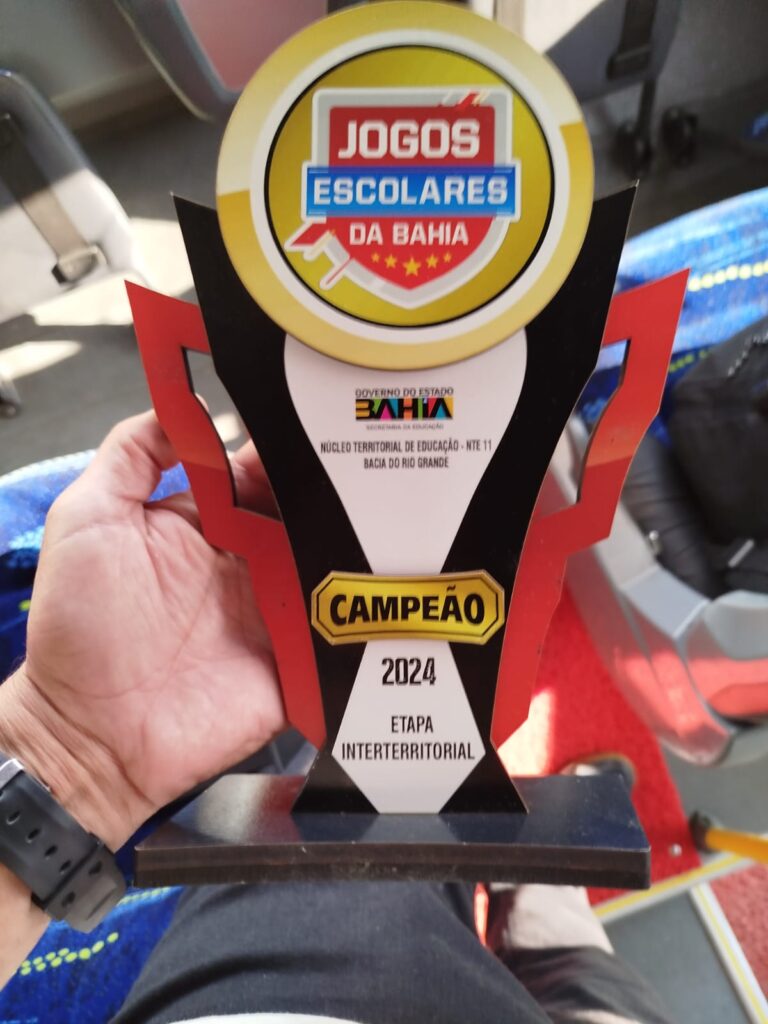 JOGOS
ESCOLARES
DA BAHIA
GOVERNO DO ESTADO
BAHIA
SECRETARIA DA EDUCAÇÃO
NÚCLEO TERRITORIAL DE EDUCAÇÃO - NTE 11
BACIA DO RIO GRANDE
CAMPEÃO
2024
ETAPA
INTERTERRITORIAL